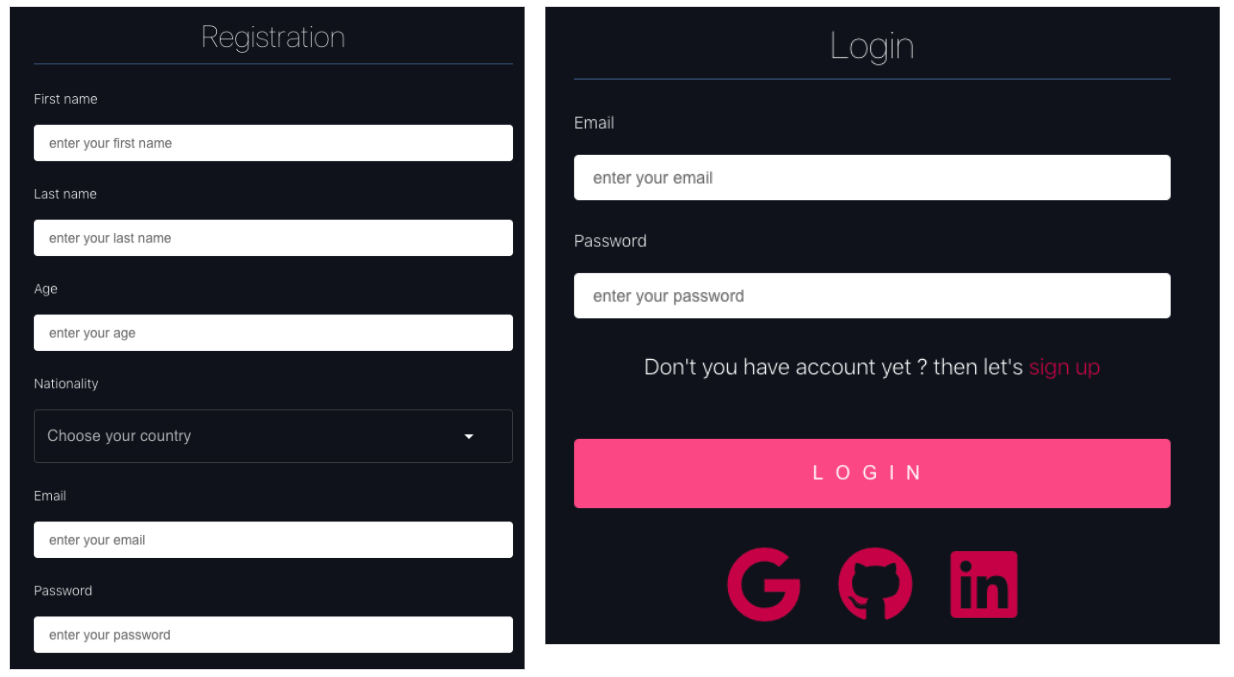 Registration
First name
enter your first name
Last name
enter your last name
Age
enter your age
Nationality
Choose your country
Email
enter your email
Password
enter your password
Login
Email
enter your email
Password
enter your password
Don't you have account yet ? then let's sign up
LOGIN
G
in